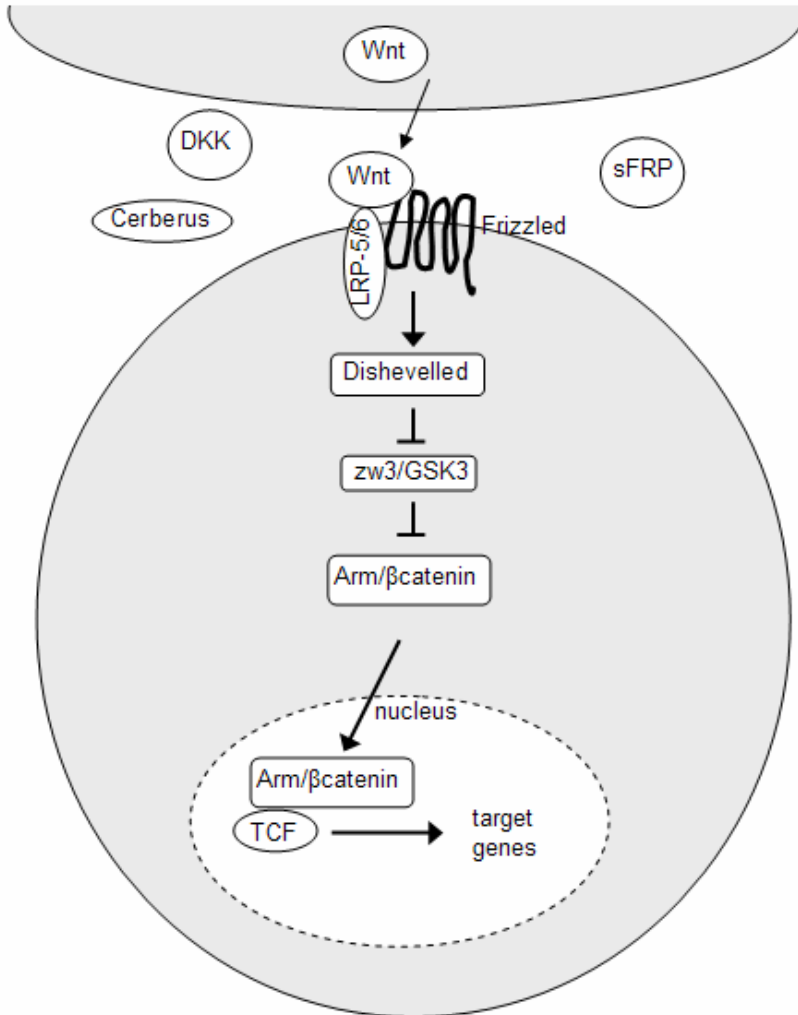 Wnt
DKK
Wnt
sFRP
Cerberus
LRP-5/6
Frizzled
Dishevelled
zw3/GSK3
Arm/βcatenin
nucleus
Arm/βcatenin
TCF
target
genes